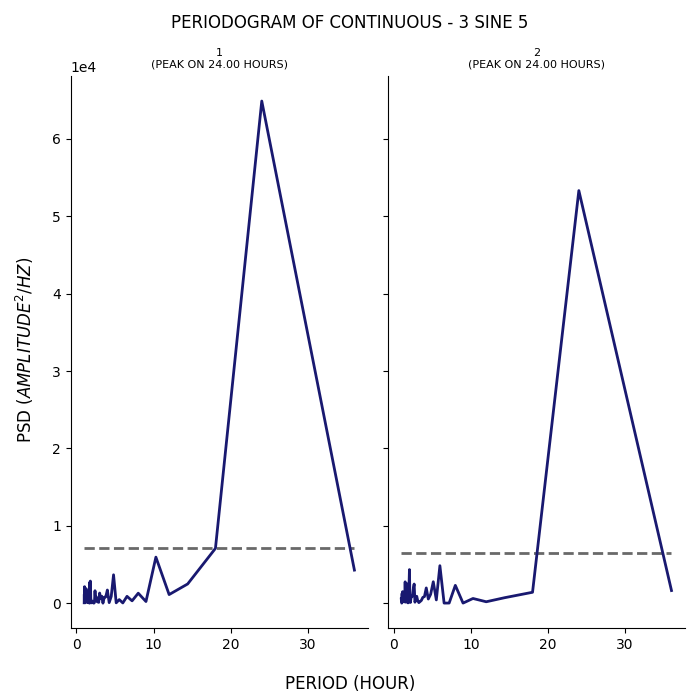 PERIODOGRAM OF CONTINUOUS - 3 SINE 5
1
(PEAK ON 24.00 HOURS)
2
(PEAK ON 24.00 HOURS)
1e4
6
5
4
3
2
1
0
0 10 20 30
0 10 20 30
PSD (AMPLITUDE²/HZ)
PERIOD (HOUR)